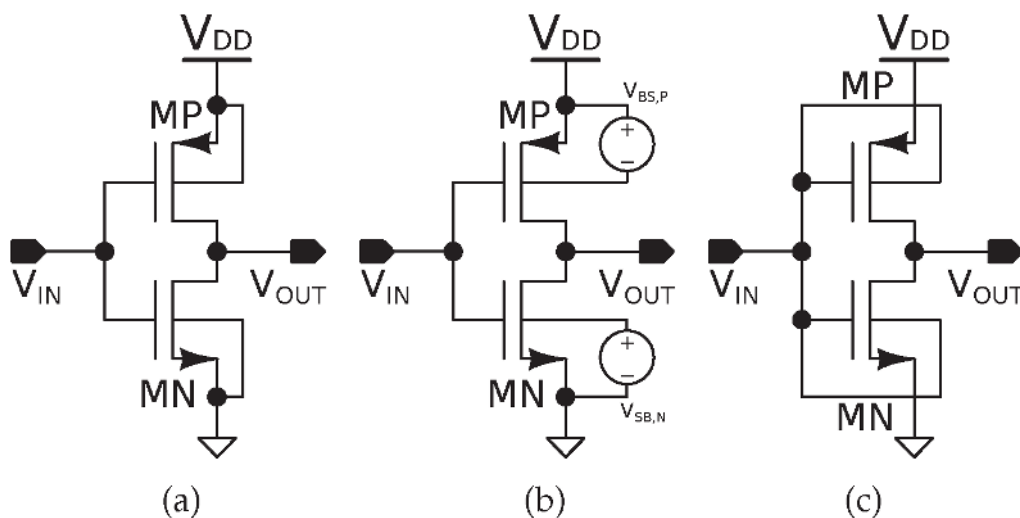 VDD
MP
VIN
VOUT
MN
(a)
VDD
VBS,P
MP
+
−
VIN
VOUT
+
−
MN
VSB,N
(b)
VDD
MP
VIN
VOUT
MN
(c)